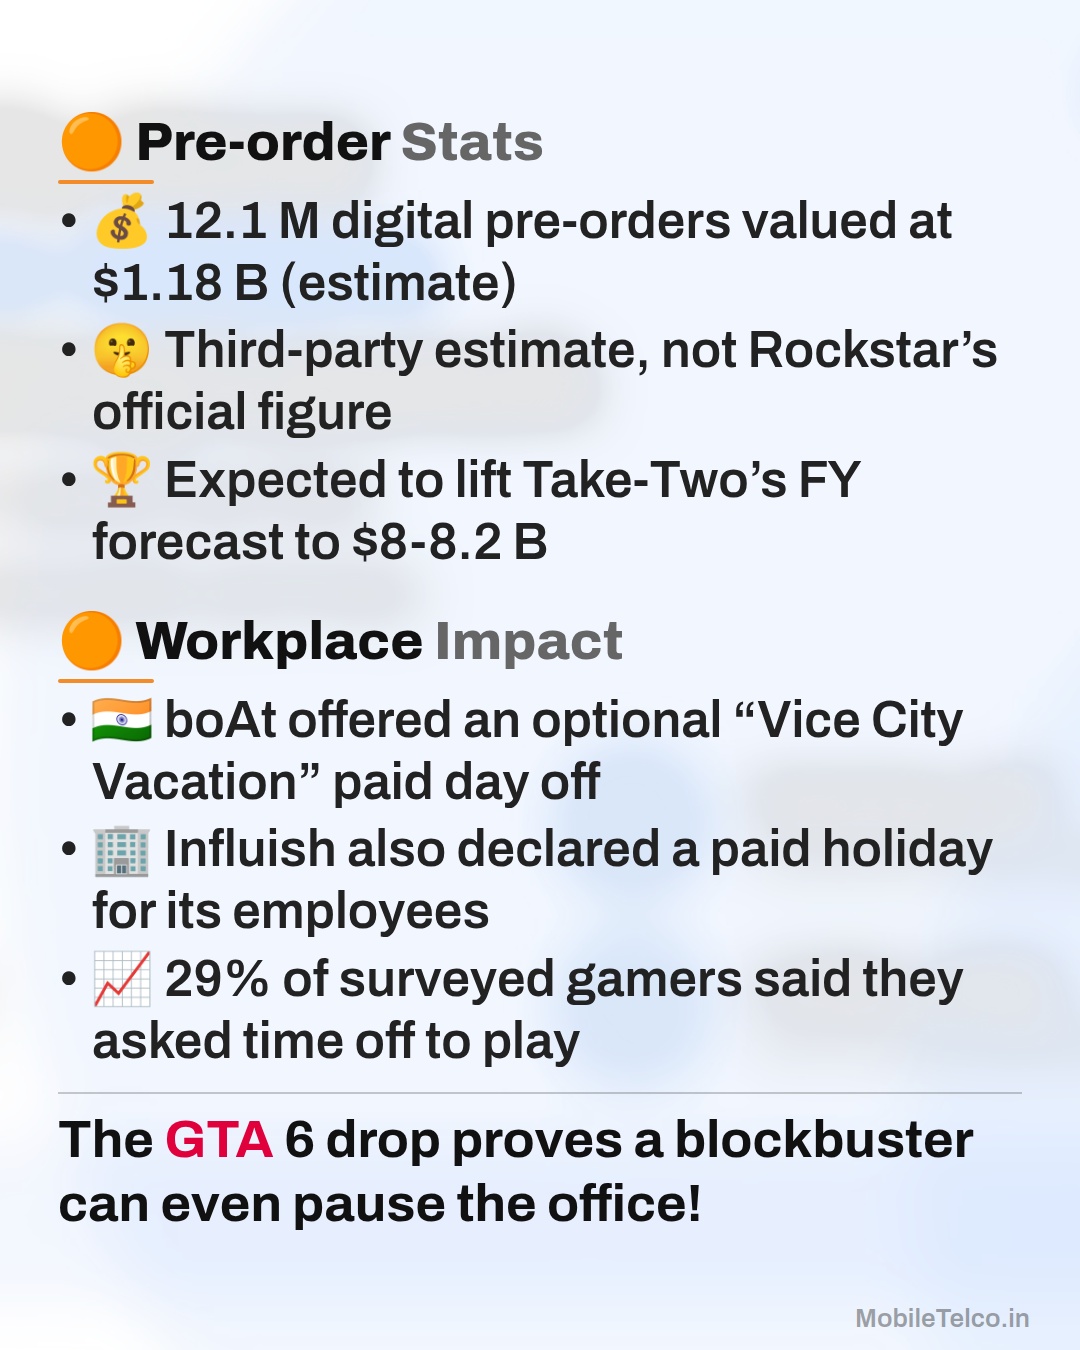 🟠 Pre-order Stats
• 💰 12.1 M digital pre-orders valued at
$1.18 B (estimate)
• 🤫 Third-party estimate, not Rockstar’s
official figure
• 🏆 Expected to lift Take-Two’s FY
forecast to $8-8.2 B
🟠 Workplace Impact
• 🇮🇳 boAt offered an optional “Vice City
Vacation” paid day off
• 🏢 Influish also declared a paid holiday
for its employees
• 📈 29% of surveyed gamers said they
asked time off to play
The GTA 6 drop proves a blockbuster
can even pause the office!
MobileTelco.in